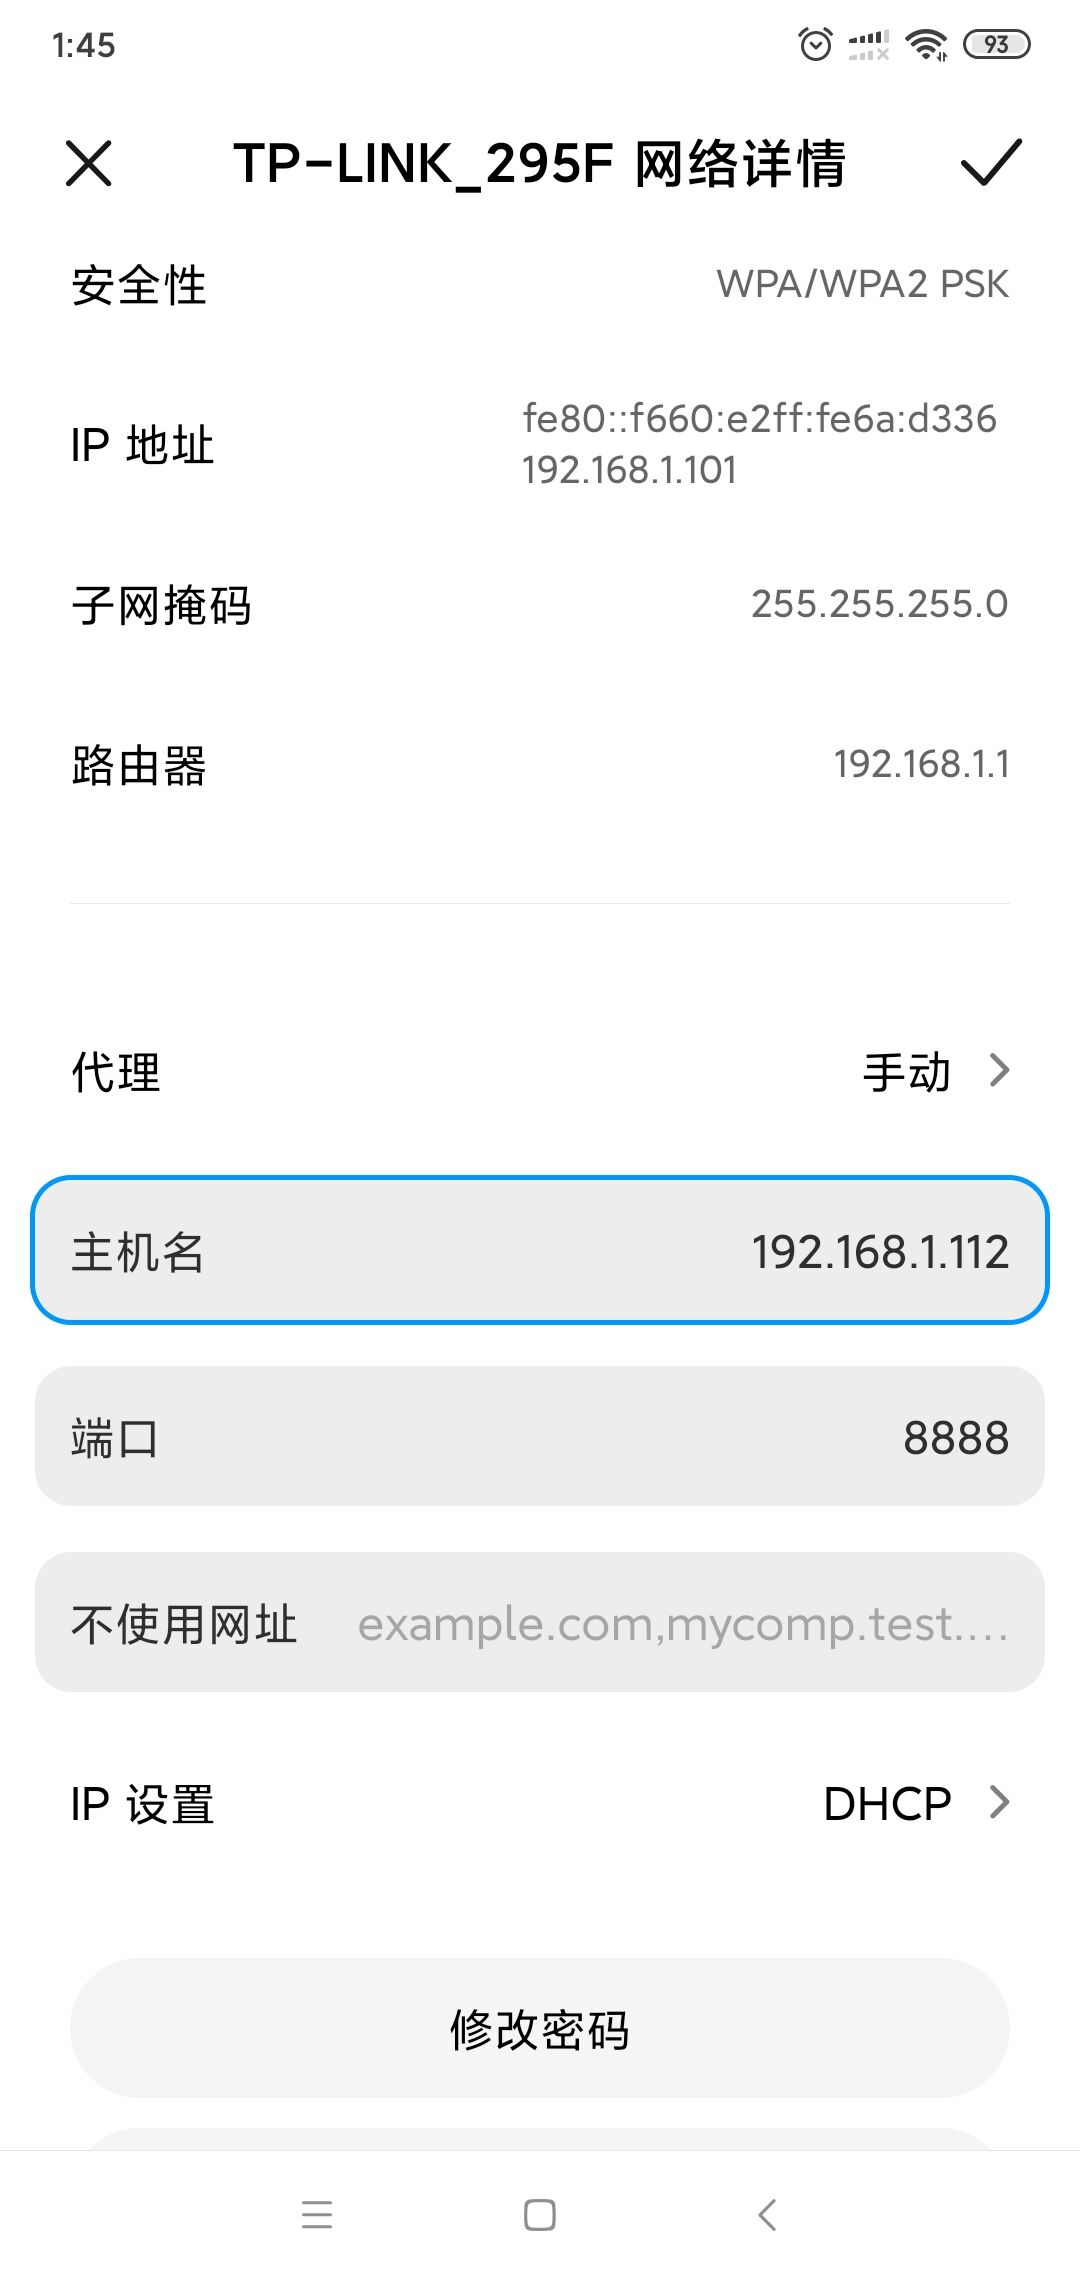 1:45
93
TP-LINK_295F 网络详情
安全性 WPA/WPA2 PSK
IP 地址 fe80::f660:e2ff:fe6a:d336
192.168.1.101
子网掩码 255.255.255.0
路由器 192.168.1.1
代理 手动
主机名 192.168.1.112
端口 8888
不使用网址 example.com,mycomp.test....
IP 设置 DHCP
修改密码